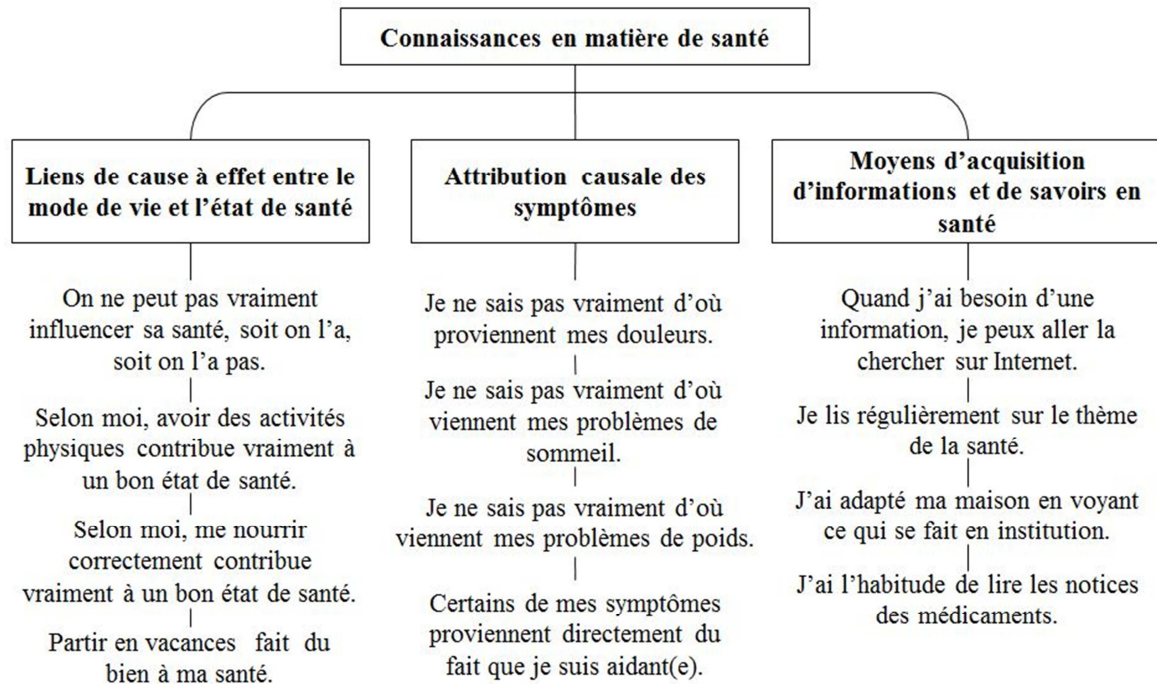 Connaissances en matière de santé
Liens de cause à effet entre le
mode de vie et l'état de santé
On ne peut pas vraiment
influencer sa santé, soit on l'a,
soit on l'a pas.
Selon moi, avoir des activités
physiques contribue vraiment à
un bon état de santé.
Selon moi, me nourrir
correctement contribue
vraiment à un bon état de santé.
Partir en vacances fait du
bien à ma santé.
Attribution causale des
symptômes
Je ne sais pas vraiment d'où
proviennent mes douleurs.
Je ne sais pas vraiment d'où
viennent mes problèmes de
sommeil.
Je ne sais pas vraiment d'où
viennent mes problèmes de poids.
Certains de mes symptômes
proviennent directement du
fait que je suis aidant(e).
Moyens d'acquisition
d'informations et de savoirs en
santé
Quand j'ai besoin d'une
information, je peux aller la
chercher sur Internet.
Je lis régulièrement sur le thème
de la santé.
J'ai adapté ma maison en voyant
ce qui se fait en institution.
J'ai l'habitude de lire les notices
des médicaments.